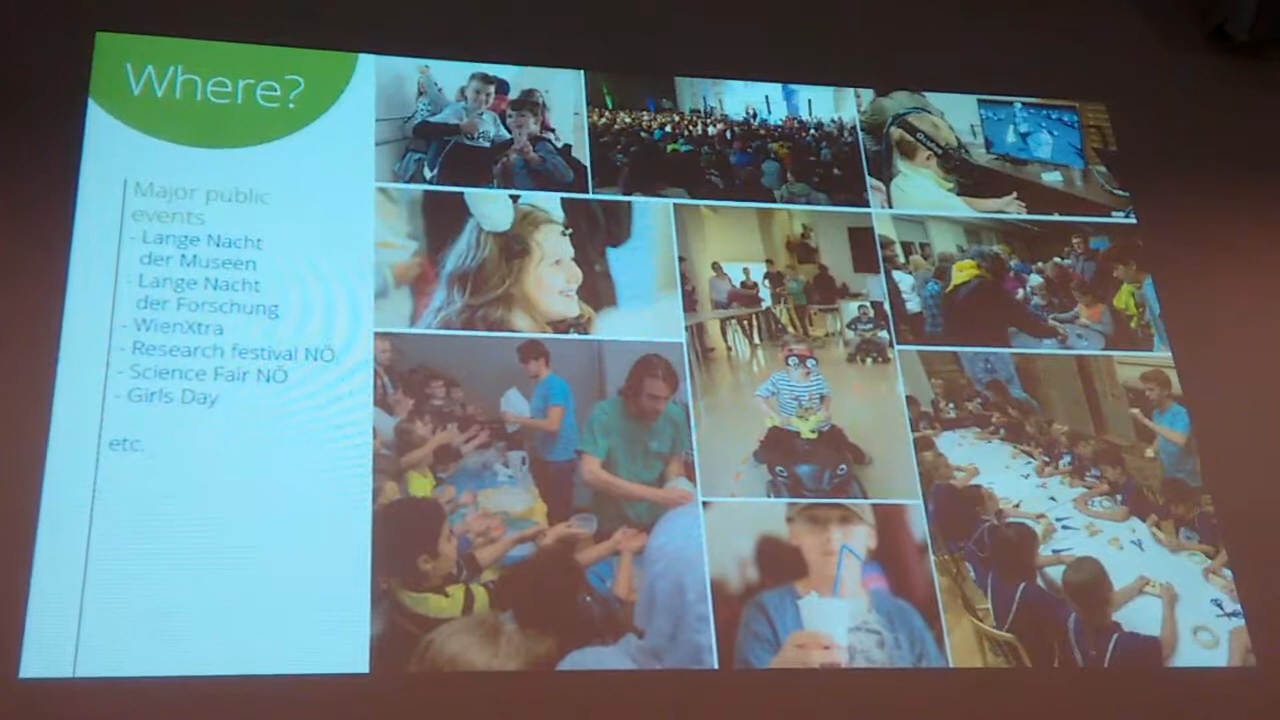 Where?
Major public
events
- Lange Nacht
der Museen
- Lange Nacht
der Forschung
- WienXtra
- Research festival NÖ
- Science Fair NÖ
- Girls Day
etc.